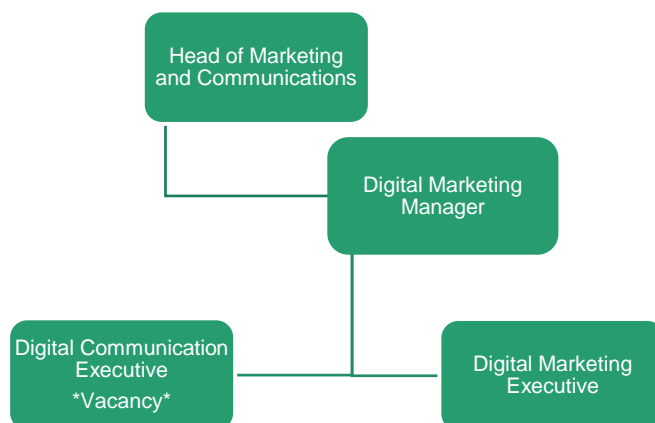 Head of Marketing
and Communications
Digital Marketing
Manager
Digital Communication
Executive
*Vacancy*
Digital Marketing
Executive